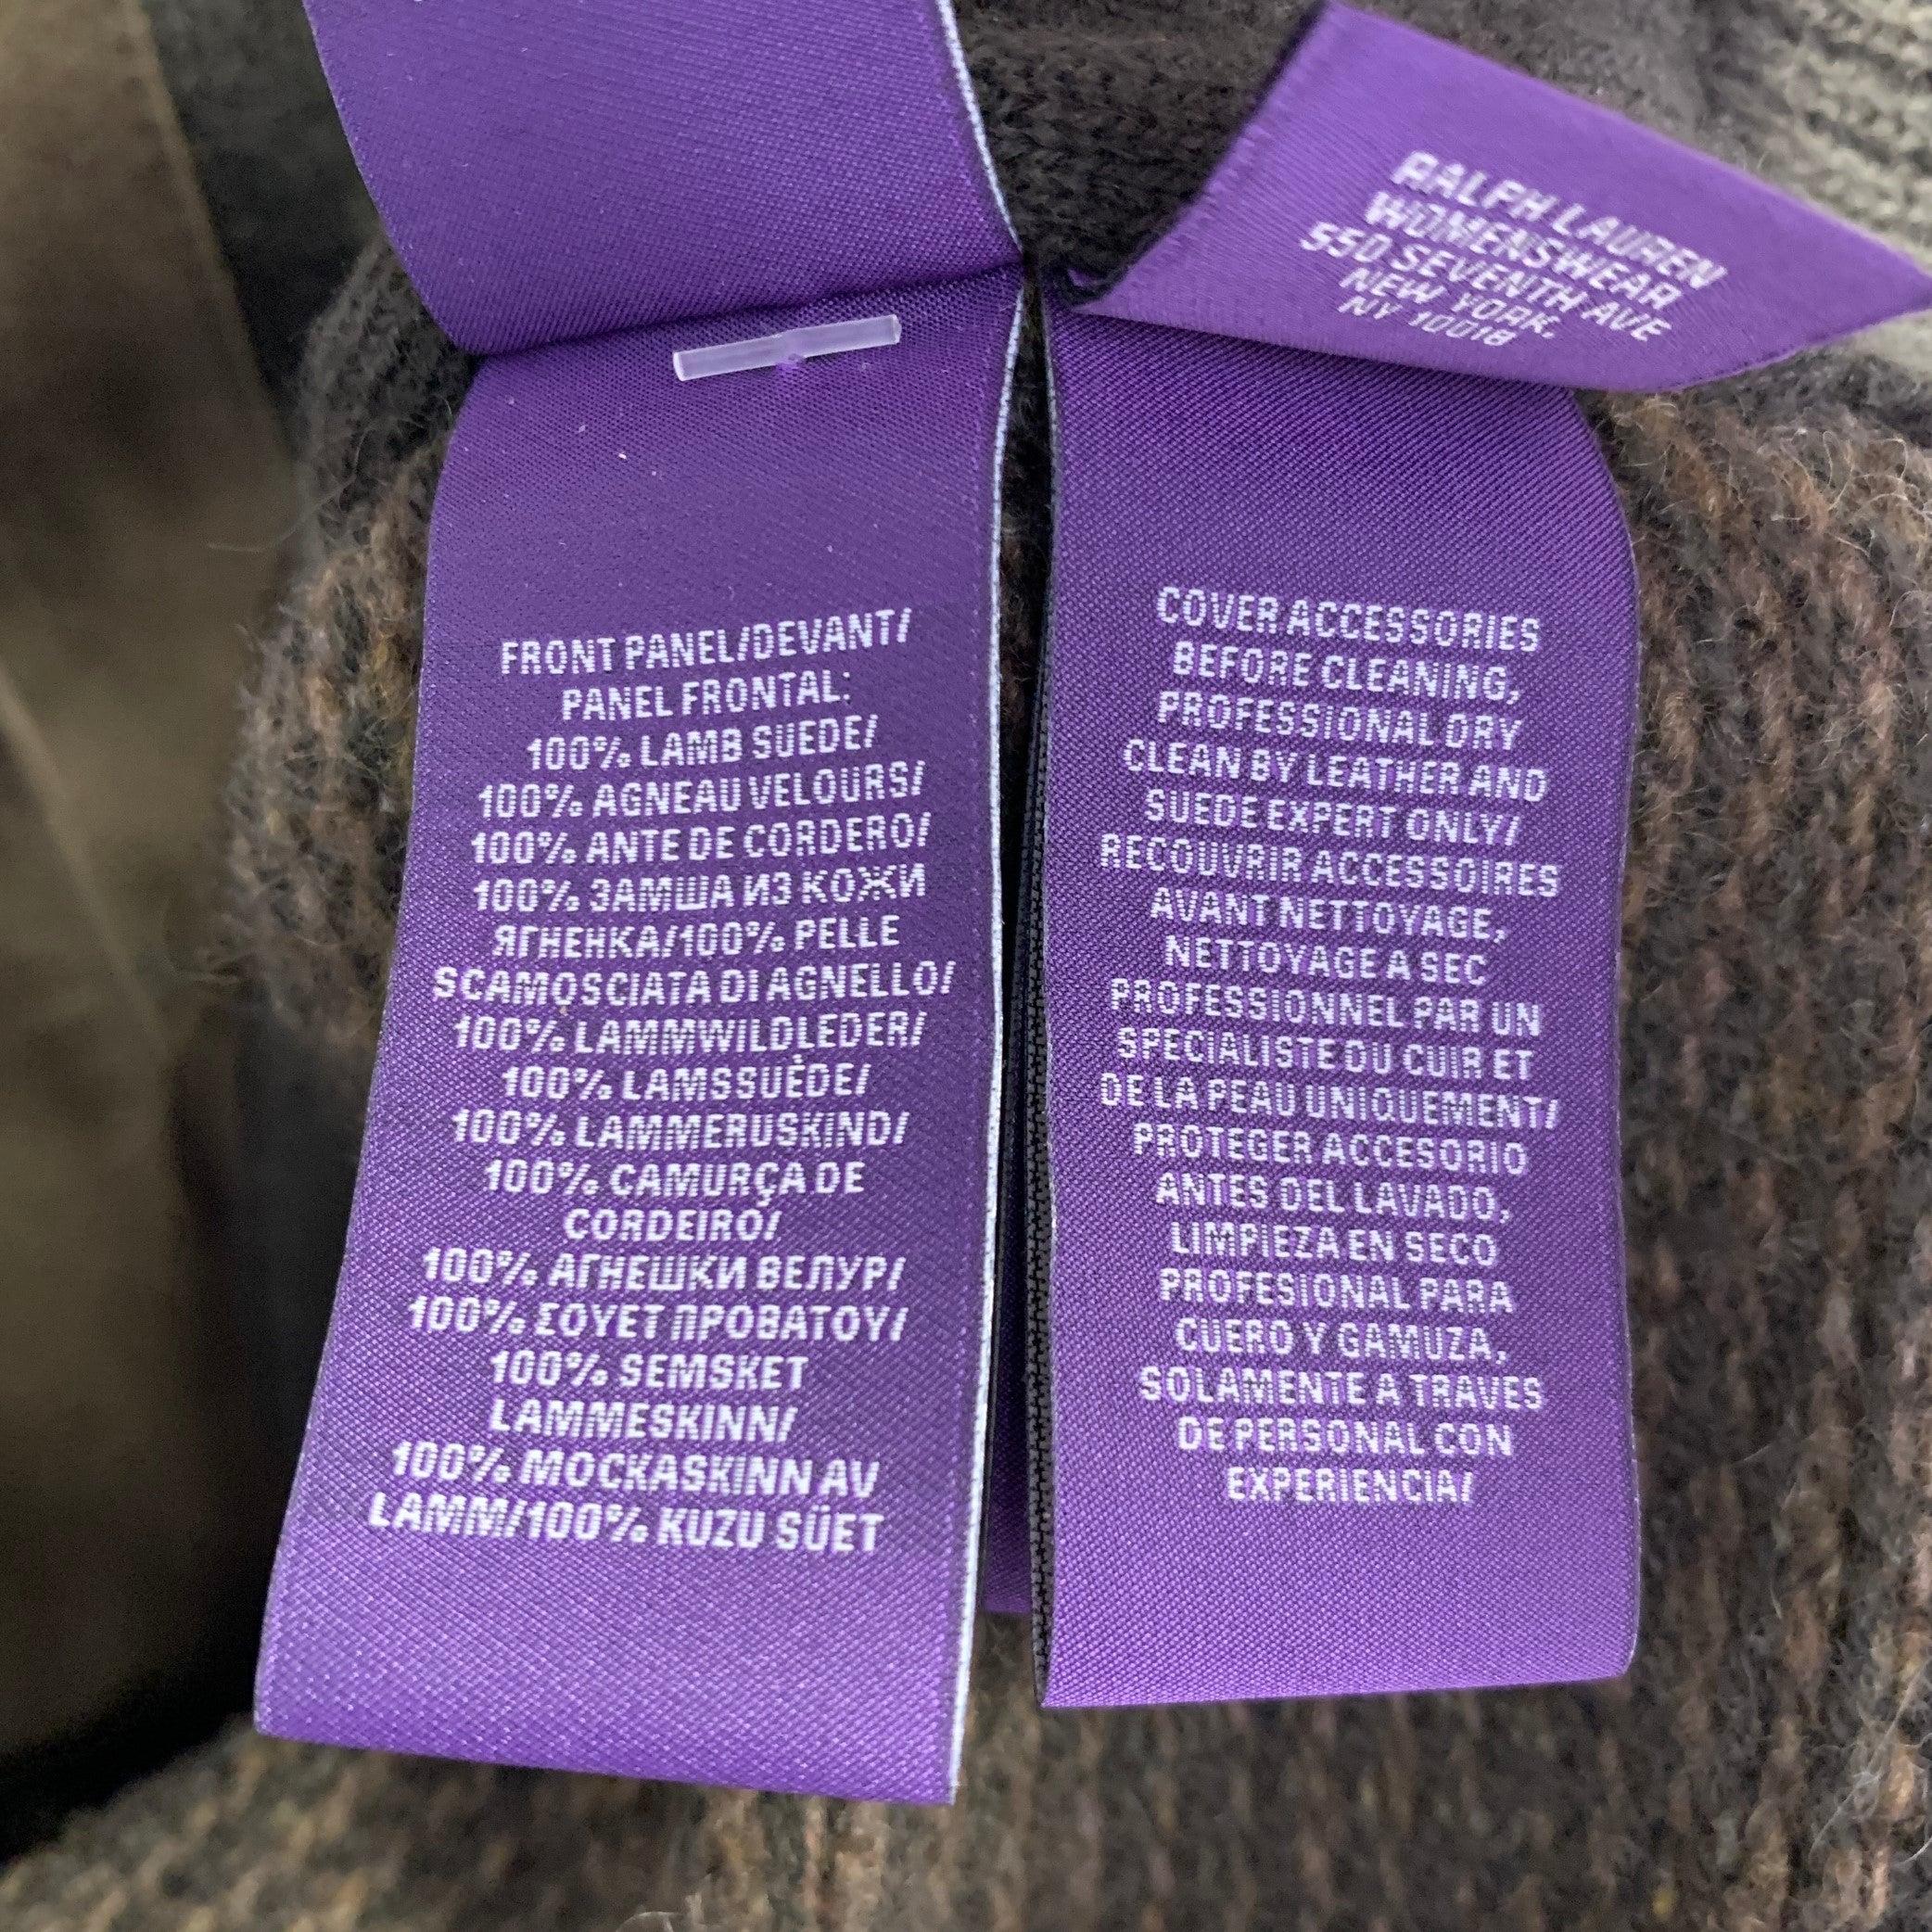 RALPH LAUREN
WOMENSWEAR
550 SEVENTH AVE
NEW YORK,
NY 10018
FRONT PANEL/DEVANT/
PANEL FRONTAL:
100% LAMB SUEDE/
100% AGNEAU VELOURS/
100% ANTE DE CORDERO/
100% ЗАМША ИЗ КОЖИ
ЯГНЕНКА/100% PELLE
SCAMOSCIATA DI AGNELLO/
100% LAMMWILDLEDER/
100% LAMSSUÈDE/
100% LAMMERUSKIND/
100% CAMURÇA DE
CORDEIRO/
100% АГНЕШКИ ВЕЛУР/
100% ΣΟΥΕΤ ΠΡΟΒΑΤΟΥ/
100% SEMSKET
LAMMESKINN/
100% MOCKASKINN AV
LAMM/100% KUZU SÜET
COVER ACCESSORIES
BEFORE CLEANING,
PROFESSIONAL DRY
CLEAN BY LEATHER AND
SUEDE EXPERT ONLY/
RECOUVRIR ACCESSOIRES
AVANT NETTOYAGE,
NETTOYAGE A SEC
PROFESSIONNEL PAR UN
SPECIALISTE DU CUIR ET
DE LA PEAU UNIQUEMENT/
PROTEGER ACCESORIO
ANTES DEL LAVADO,
LIMPIEZA EN SECO
PROFESIONAL PARA
CUERO Y GAMUZA,
SOLAMENTE A TRAVES
DE PERSONAL CON
EXPERIENCIA/